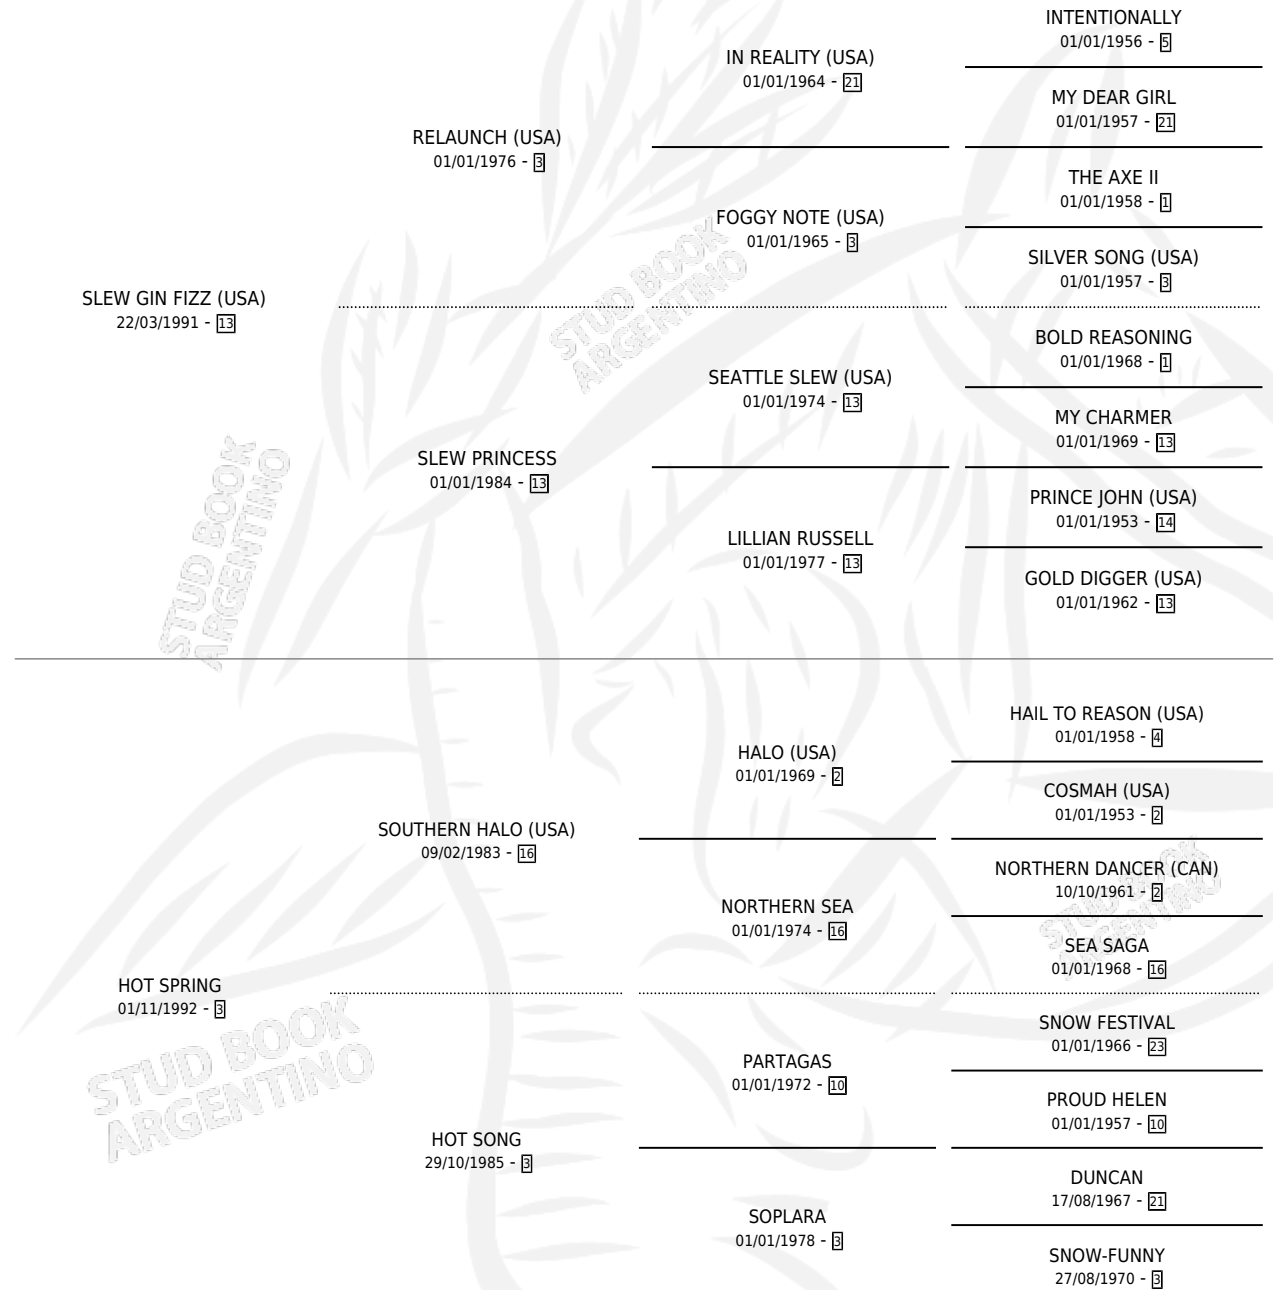 INTENTIONALLY
01/01/1956 - 5
IN REALITY (USA)
01/01/1964 - 21
MY DEAR GIRL
01/01/1957 - 21
RELAUNCH (USA)
01/01/1976 - 3
THE AXE II
01/01/1958 - 1
FOGGY NOTE (USA)
01/01/1965 - 3
SILVER SONG (USA)
01/01/1957 - 3
SLEW GIN FIZZ (USA)
22/03/1991 - 13
BOLD REASONING
01/01/1968 - 1
SEATTLE SLEW (USA)
01/01/1974 - 13
MY CHARMER
01/01/1969 - 13
SLEW PRINCESS
01/01/1984 - 13
PRINCE JOHN (USA)
01/01/1953 - 14
LILLIAN RUSSELL
01/01/1977 - 13
GOLD DIGGER (USA)
01/01/1962 - 13
HAIL TO REASON (USA)
01/01/1958 - 4
HALO (USA)
01/01/1969 - 2
COSMAH (USA)
01/01/1953 - 2
SOUTHERN HALO (USA)
09/02/1983 - 16
NORTHERN DANCER (CAN)
10/10/1961 - 2
NORTHERN SEA
01/01/1974 - 16
SEA SAGA
01/01/1968 - 16
HOT SPRING
01/11/1992 - 3
SNOW FESTIVAL
01/01/1966 - 23
PARTAGAS
01/01/1972 - 10
PROUD HELEN
01/01/1957 - 10
HOT SONG
29/10/1985 - 3
DUNCAN
17/08/1967 - 21
SOPLARA
01/01/1978 - 3
SNOW-FUNNY
27/08/1970 - 3
STUD BOOK
ARGENTINO
STUD BOOK
ARGENTINO
STUD BOOK
ARGENTINO
STUD BOOK
ARGENTINO